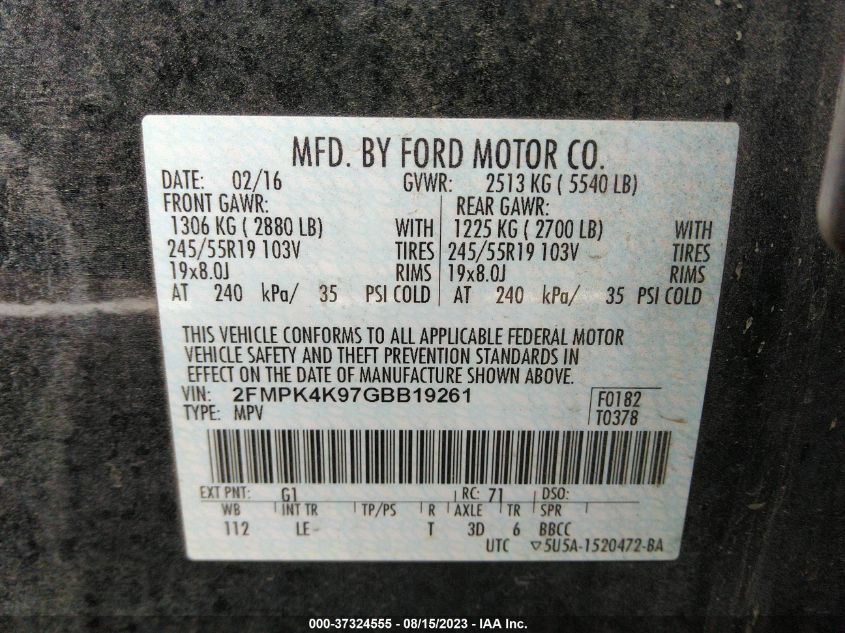 MFD. BY FORD MOTOR CO.
DATE: 02/16 GVWR: 2513 KG ( 5540 LB)
FRONT GAWR: REAR GAWR:
1306 KG ( 2880 LB) WITH 1225 KG ( 2700 LB) WITH
245/55R19 103V TIRES 245/55R19 103V TIRES
19x8.0J RIMS 19x8.0J RIMS
AT 240 kPa/ 35 PSI COLD AT 240 kPa/ 35 PSI COLD
THIS VEHICLE CONFORMS TO ALL APPLICABLE FEDERAL MOTOR
VEHICLE SAFETY AND THEFT PREVENTION STANDARDS IN
EFFECT ON THE DATE OF MANUFACTURE SHOWN ABOVE.
VIN: 2FMPK4K97GBB19261 F0182
TYPE: MPV T0378
EXT PNT: G1 RC: 71 DSO:
WB INT TR TP/PS R AXLE TR SPR
112 LE- T 3D 6 BBCC
UTC ▽5U5A-1520472-BA
000-37324555 - 08/15/2023 - IAA Inc.